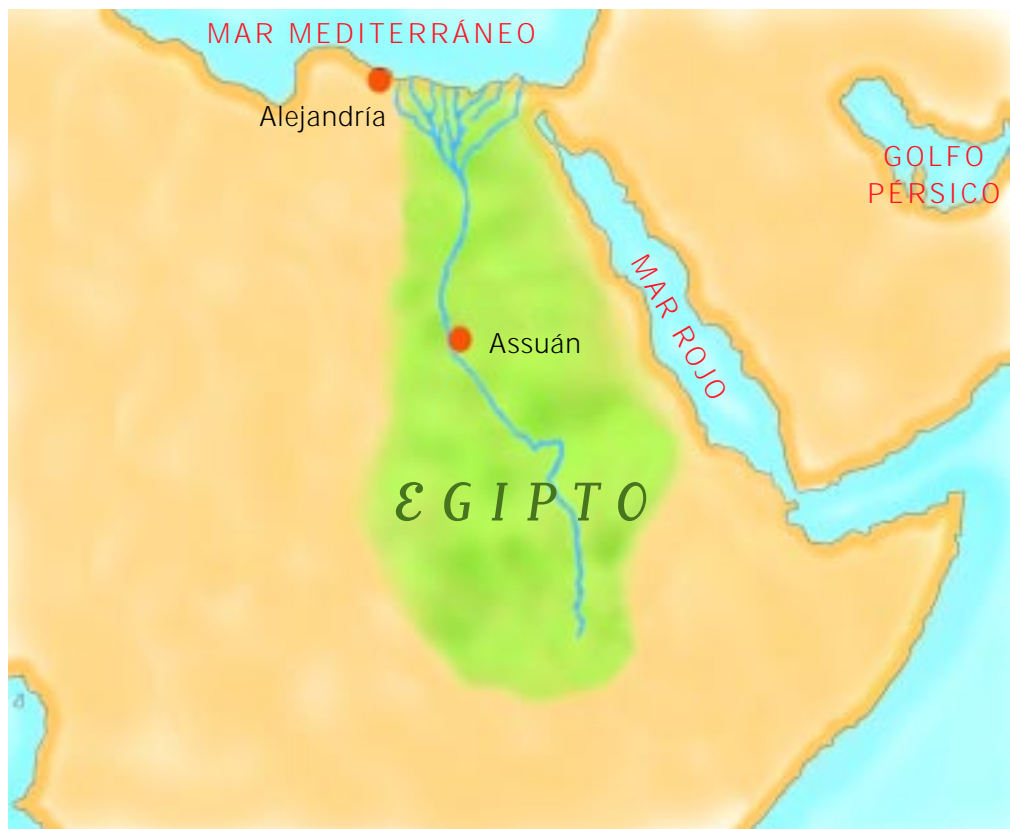 MAR MEDITERRÁNEO
Alejandría
GOLFO
PÉRSICO
MAR ROJO
Assuán
EGIPTO